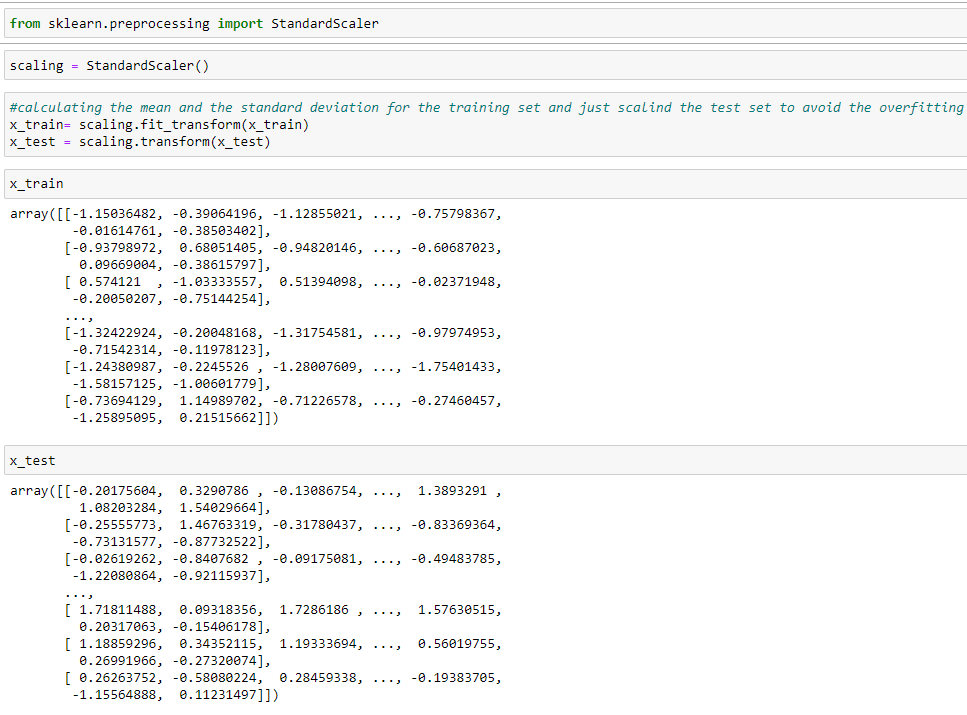 from sklearn.preprocessing import StandardScaler
scaling = StandardScaler()
#calculating the mean and the standard deviation for the training set and just scalind the test set to avoid the overfitting
x_train= scaling.fit_transform(x_train)
x_test = scaling.transform(x_test)
x_train
array([[-1.15036482, -0.39064196, -1.12855021, ..., -0.75798367,
-0.01614761, -0.38503402],
[-0.93798972,  0.68051405, -0.94820146, ..., -0.60687023,
0.09669004, -0.38615797],
[ 0.574121  , -1.03333557,  0.51394098, ..., -0.02371948,
-0.20050207, -0.75144254],
...,
[-1.32422924, -0.20048168, -1.31754581, ..., -0.97974953,
-0.71542314, -0.11978123],
[-1.24380987, -0.2245526 , -1.28007609, ..., -1.75401433,
-1.58157125, -1.00601779],
[-0.73694129,  1.14989702, -0.71226578, ..., -0.27460457,
-1.25895095,  0.21515662]])
x_test
array([[-0.20175604,  0.3290786 , -0.13086754, ...,  1.3893291 ,
1.08203284,  1.54029664],
[-0.25555773,  1.46763319, -0.31780437, ..., -0.83369364,
-0.73131577, -0.87732522],
[-0.02619262, -0.8407682 , -0.09175081, ..., -0.49483785,
-1.22080864, -0.92115937],
...,
[ 1.71811488,  0.09318356,  1.7286186 , ...,  1.57630515,
0.20317063, -0.15406178],
[ 1.18859296,  0.34352115,  1.19333694, ...,  0.56019755,
0.26991966, -0.27320074],
[ 0.26263752, -0.58080224,  0.28459338, ..., -0.19383705,
-1.15564888,  0.11231497]])